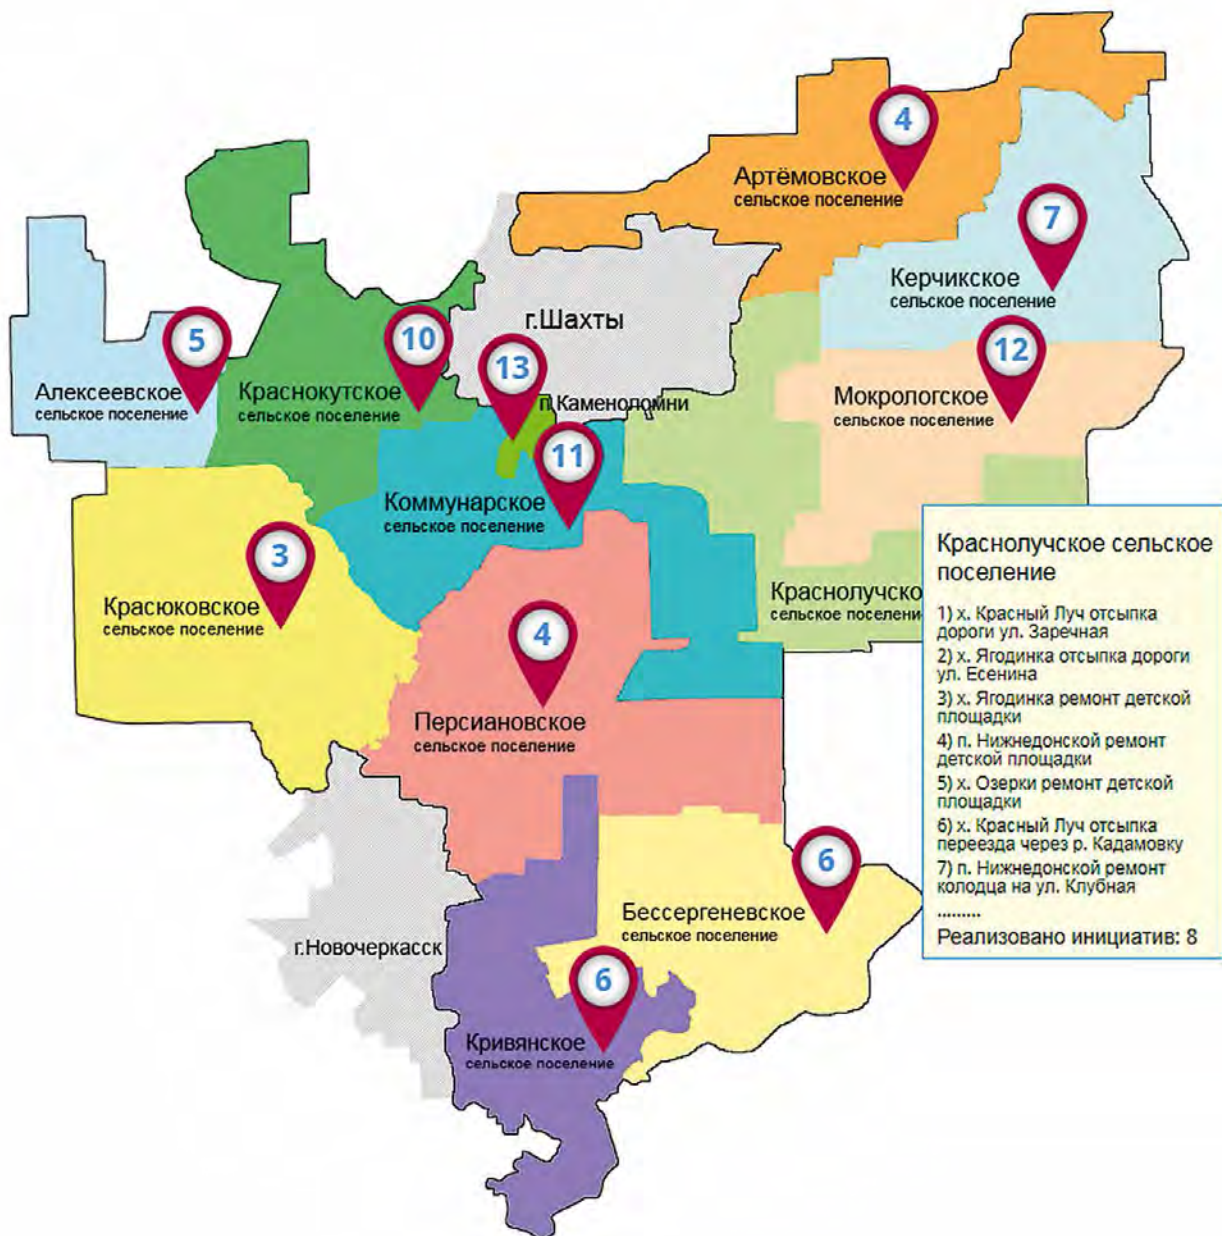 4
Артёмовское
сельское поселение
7
Керчикское
сельское поселение
г.Шахты
5
10
13
12
Алексеевское
сельское поселение
Краснокутское
сельское поселение
п.Каменоломни
Мокрологское
сельское поселение
11
Коммунарское
сельское поселение
3
Красюковское
сельское поселение
Краснолучско
сельское поселени
4
Персиановское
сельское поселение
Краснолучское сельское
поселение
1) х. Красный Луч отсыпка
дороги ул. Заречная
2) х. Ягодинка отсыпка дороги
ул. Есенина
3) х. Ягодинка ремонт детской
площадки
4) п. Нижнедонской ремонт
детской площадки
5) х. Озерки ремонт детской
площадки
6) х. Красный Луч отсыпка
переезда через р. Кадамовку
7) п. Нижнедонской ремонт
колодца на ул. Клубная
.........
Реализовано инициатив: 8
6
Бессергеневское
сельское поселение
г.Новочеркасск
6
Кривянское
сельское поселение